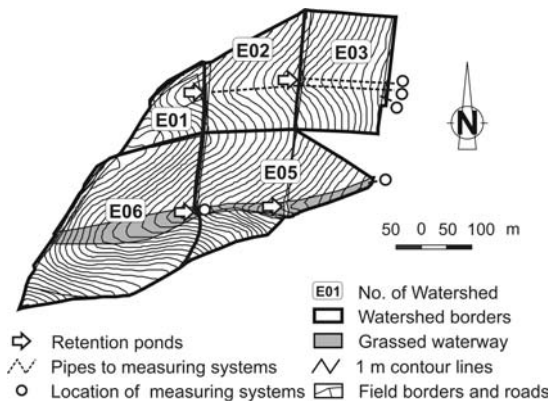 E02
E03
E01
E05
E06
N
50 0 50 100 m
E01 No. of Watershed
Watershed borders
Grassed waterway
1 m contour lines
Field borders and roads
Retention ponds
Pipes to measuring systems
Location of measuring systems